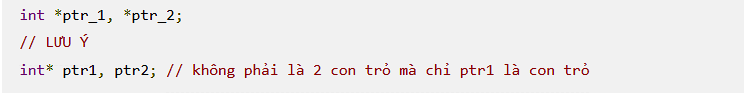 int *ptr_1, *ptr_2;
// LƯU Ý
int* ptr1, ptr2; // không phải là 2 con trỏ mà chỉ ptr1 là con trỏ